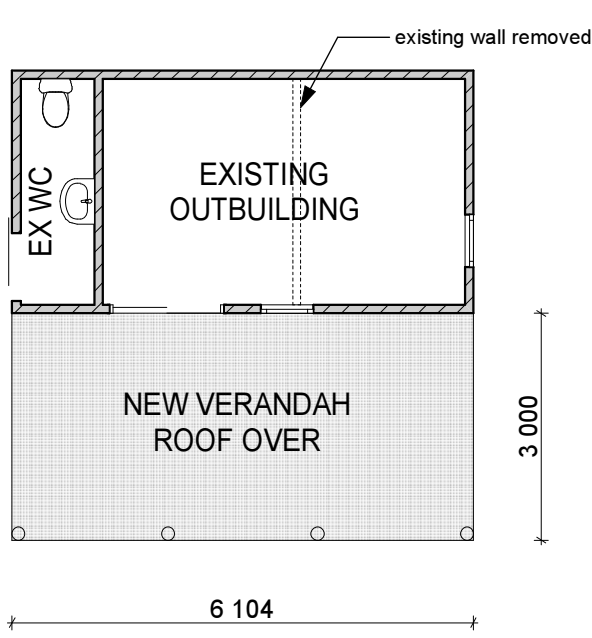 existing wall removed
EXISTING
OUTBUILDING
EX WC
NEW VERANDAH
ROOF OVER
3 000
6 104